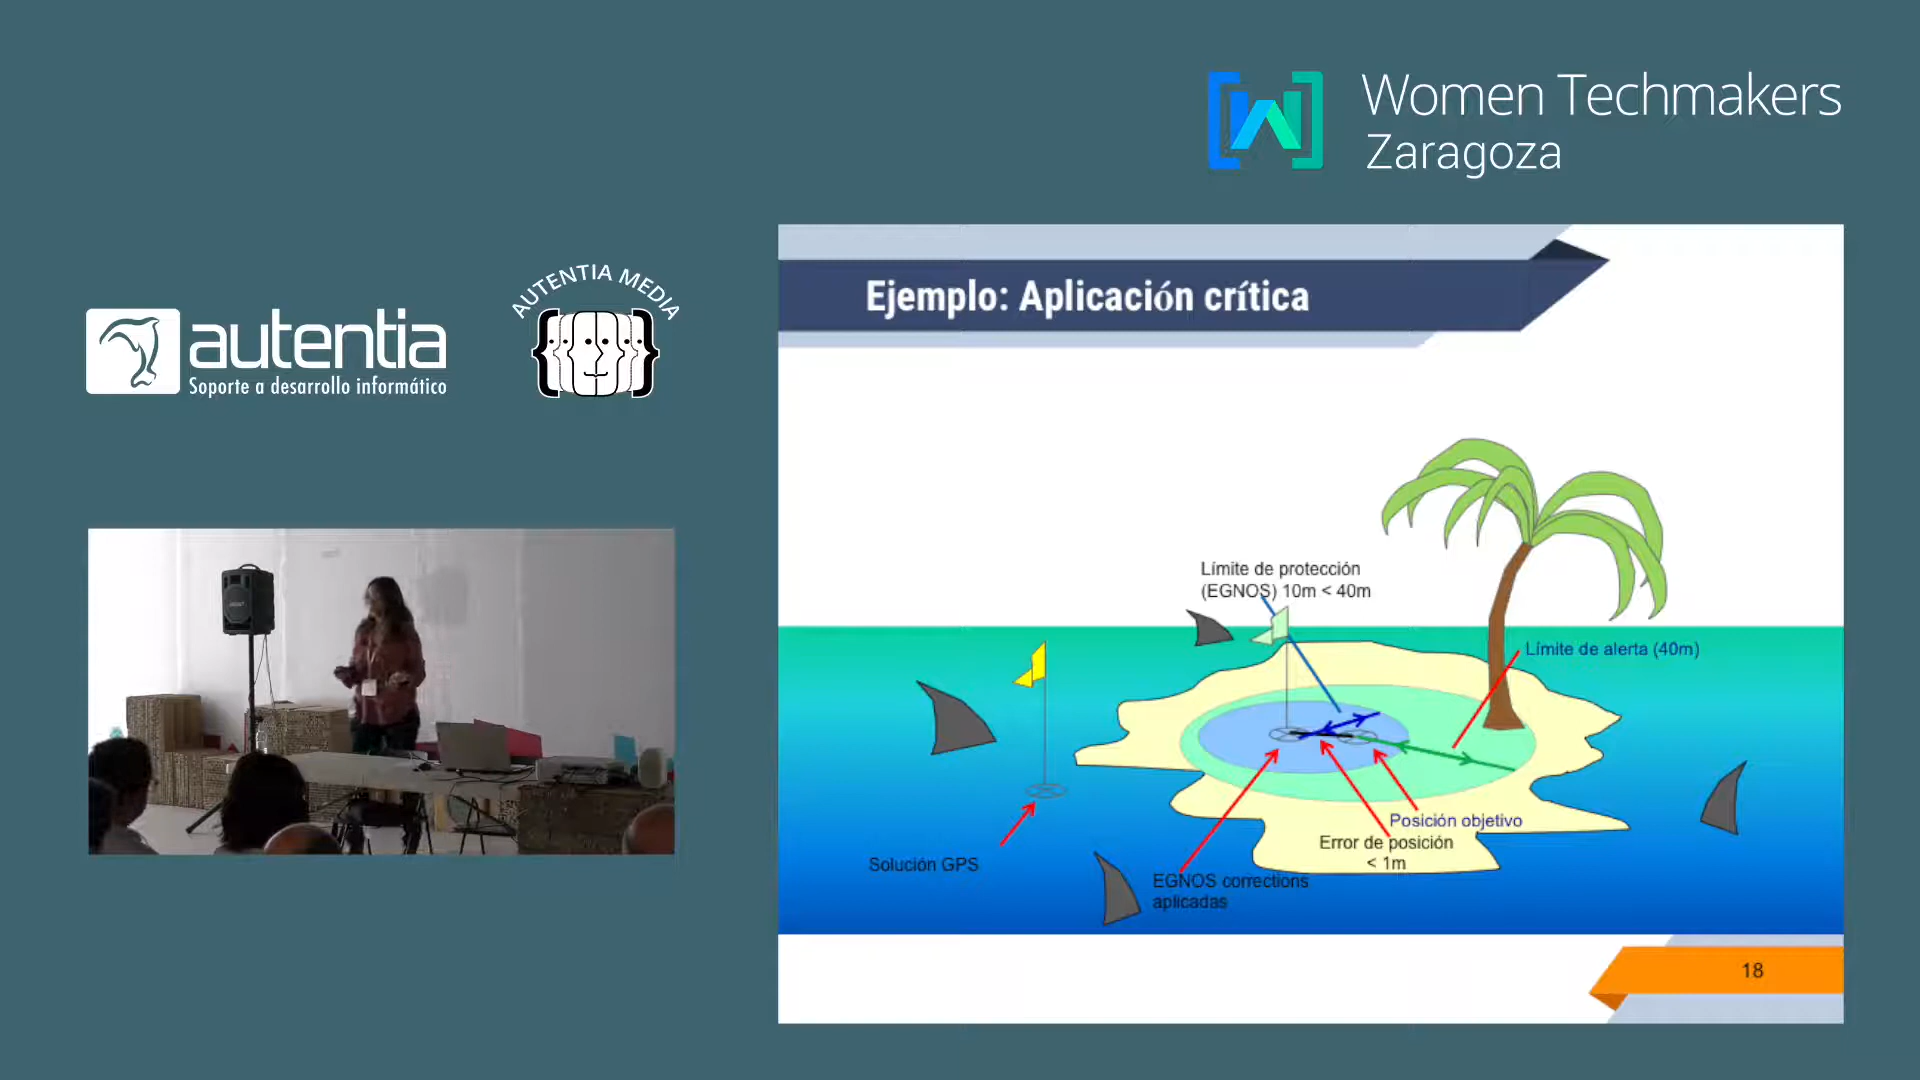 Women Techmakers
Zaragoza
AUTENTIA MEDIA
autentia
Soporte a desarrollo informático
Ejemplo: Aplicación crítica
Límite de protección
(EGNOS) 10m < 40m
Límite de alerta (40m)
Posición objetivo
Error de posición
< 1m
Solución GPS
EGNOS corrections
aplicadas
18